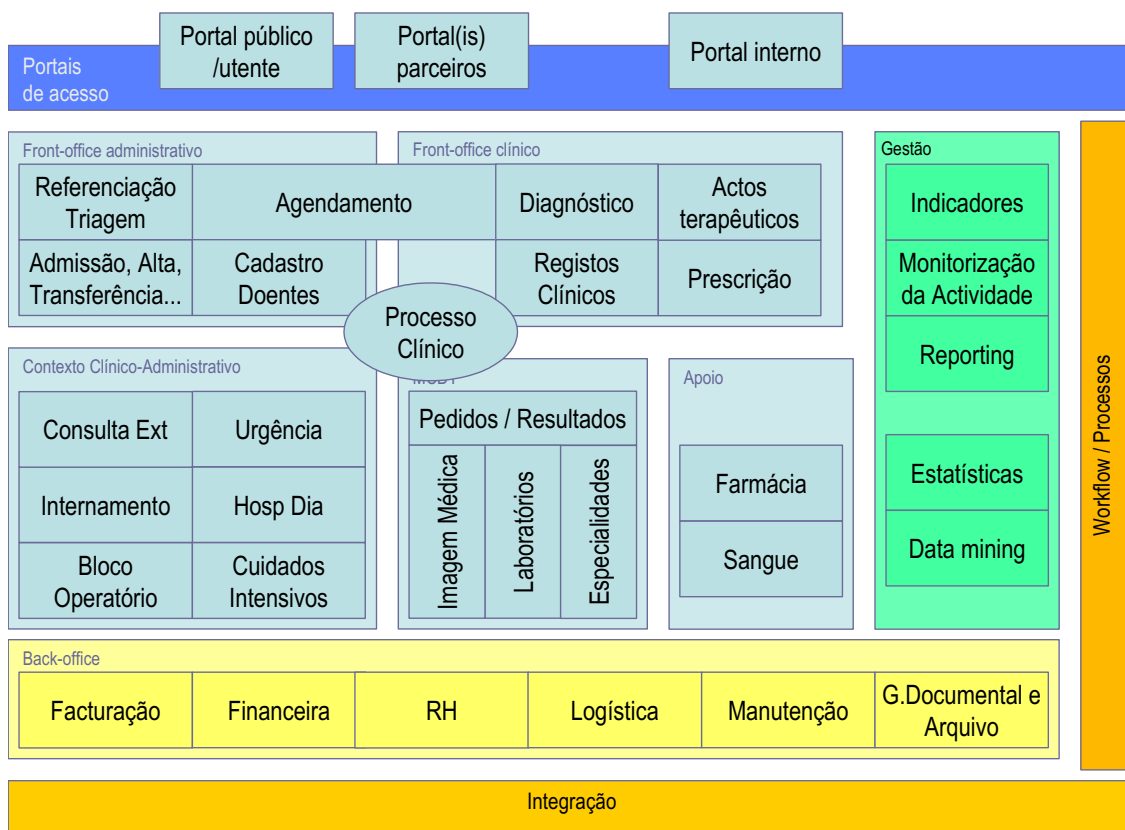 Portal público
/utente
Portal(is)
parceiros
Portal interno
Portais
de acesso
Front-office administrativo
Referenciação
Triagem
Agendamento
Admissão, Alta,
Transferência...
Cadastro
Doentes
Front-office clínico
Diagnóstico
Actos
terapêuticos
Registos
Clínicos
Prescrição
Processo
Clínico
Gestão
Indicadores
Monitorização
da Actividade
Reporting
Estatísticas
Data mining
Workflow / Processos
Contexto Clínico-Administrativo
Consulta Ext
Urgência
Internamento
Hosp Dia
Bloco
Operatório
Cuidados
Intensivos
Pedidos / Resultados
Imagem Médica
Laboratórios
Especialidades
Apoio
Farmácia
Sangue
Back-office
Facturação
Financeira
RH
Logística
Manutenção
G.Documental e
Arquivo
Integração